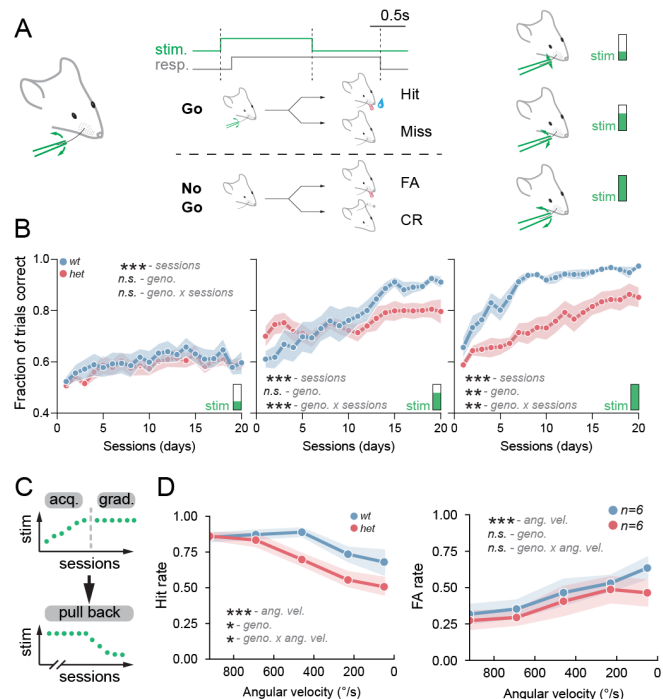 A
0.5s
stim.
resp.
Go
Hit
Miss
No
Go
FA
CR
stim
stim
stim
B
Fraction of trials correct
1.0
0.8
0.6
0.4
wt
het
*** - sessions
n.s. - geno.
n.s. - geno. x sessions
stim
0 5 10 15 20
Sessions (days)
*** - sessions
n.s. - geno.
*** - geno. x sessions
stim
0 5 10 15 20
Sessions (days)
*** - sessions
** - geno.
** - geno. x sessions
stim
0 5 10 15 20
Sessions (days)
C
acq. grad.
stim
sessions
pull back
stim
sessions
D
Hit rate
1.00
0.75
0.50
0.25
0.00
wt
het
*** - ang. vel.
* - geno.
* - geno. x ang. vel.
800 600 400 200 0
Angular velocity (°/s)
FA rate
1.00
0.75
0.50
0.25
0.00
*** - ang. vel.
n.s. - geno.
n.s. - geno. x ang. vel.
n=6
n=6
800 600 400 200 0
Angular velocity (°/s)